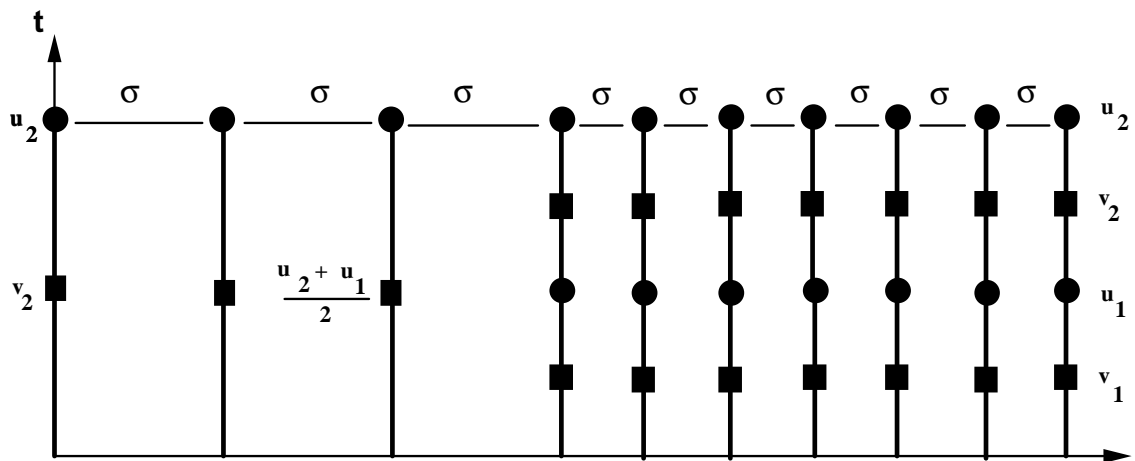 t
σ σ σ σ σ σ σ σ σ
u₂ u₂
v₂
v₂ u₂ + u₁ u₁
2
v₁